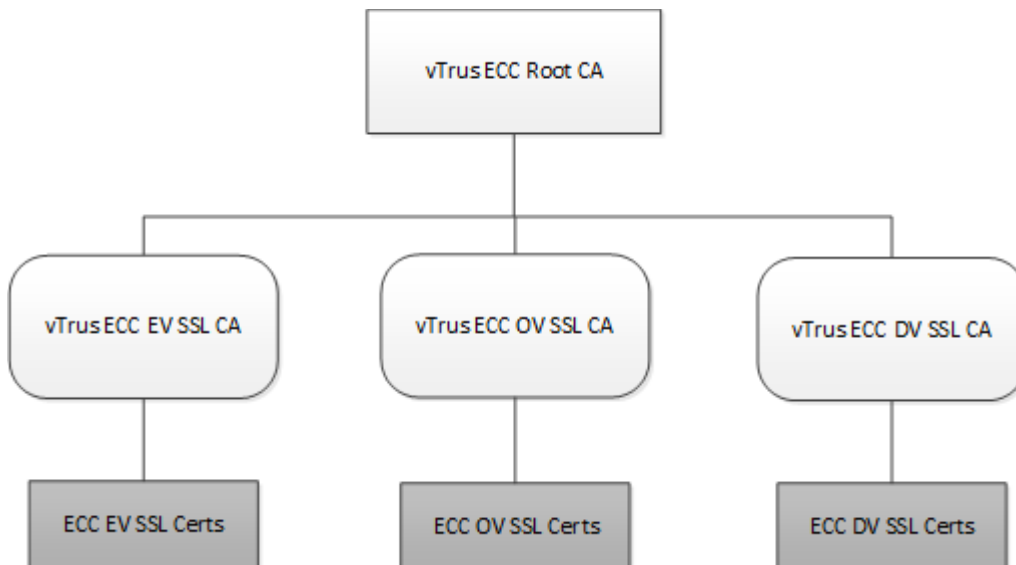 vTrus ECC Root CA
vTrus ECC EV SSL CA
vTrus ECC OV SSL CA
vTrus ECC DV SSL CA
ECC EV SSL Certs
ECC OV SSL Certs
ECC DV SSL Certs